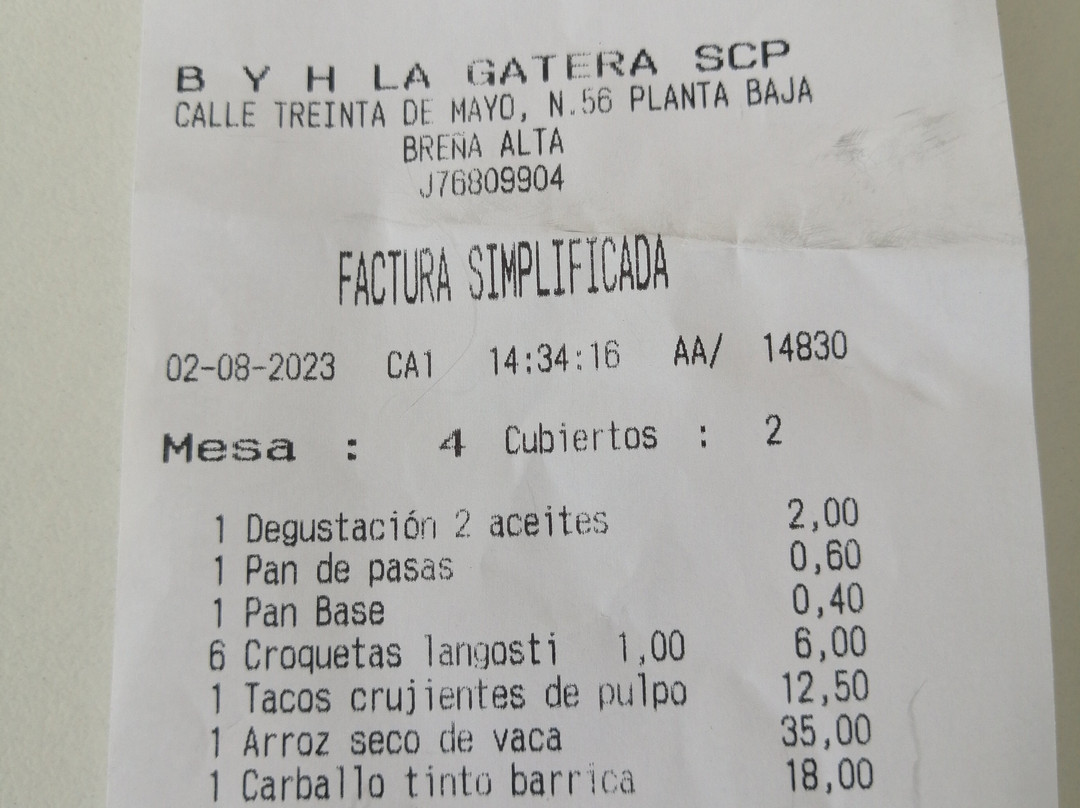 B Y H LA GATERA SCP
CALLE TREINTA DE MAYO, N.56 PLANTA BAJA
BREÑA ALTA
J76809904
FACTURA SIMPLIFICADA
02-08-2023 CA1 14:34:16 AA/ 14830
Mesa : 4 Cubiertos : 2
1 Degustación 2 aceites 2,00
1 Pan de pasas 0,60
1 Pan Base 0,40
6 Croquetas langosti 1,00 6,00
1 Tacos crujientes de pulpo 12,50
1 Arroz seco de vaca 35,00
1 Carballo tinto barrica 18,00